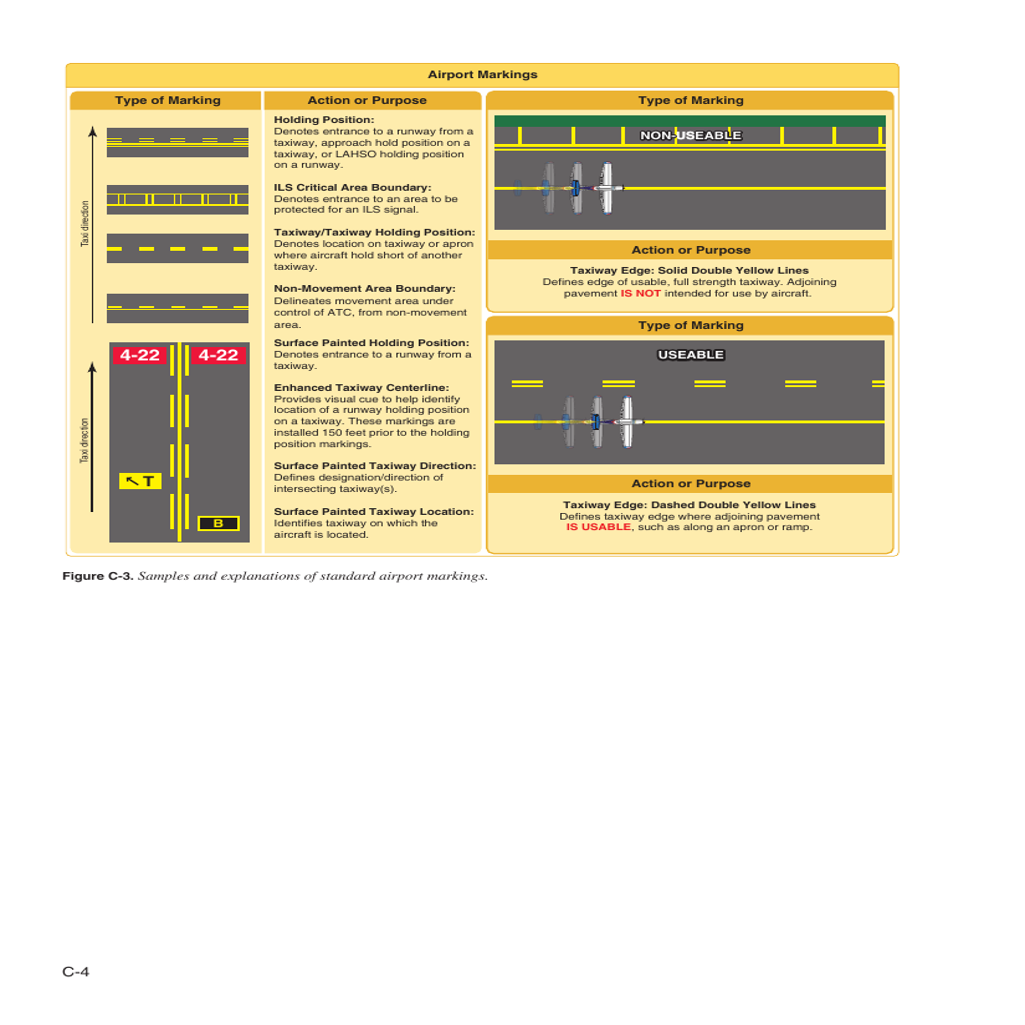 Airport Markings
Type of Marking
Action or Purpose
Taxi direction
Holding Position:
Denotes entrance to a runway from a
taxiway, approach hold position on a
taxiway, or LAHSO holding position
on a runway.
ILS Critical Area Boundary:
Denotes entrance to an area to be
protected for an ILS signal.
Taxiway/Taxiway Holding Position:
Denotes location on taxiway or apron
where aircraft hold short of another
taxiway.
Non-Movement Area Boundary:
Delineates movement area under
control of ATC, from non-movement
area.
4-22 4-22
Taxi direction
↖ T
B
Surface Painted Holding Position:
Denotes entrance to a runway from a
taxiway.
Enhanced Taxiway Centerline:
Provides visual cue to help identify
location of a runway holding position
on a taxiway. These markings are
installed 150 feet prior to the holding
position markings.
Surface Painted Taxiway Direction:
Defines designation/direction of
intersecting taxiway(s).
Surface Painted Taxiway Location:
Identifies taxiway on which the
aircraft is located.
Type of Marking
NON-USEABLE
Action or Purpose
Taxiway Edge: Solid Double Yellow Lines
Defines edge of usable, full strength taxiway. Adjoining
pavement IS NOT intended for use by aircraft.
Type of Marking
USEABLE
Action or Purpose
Taxiway Edge: Dashed Double Yellow Lines
Defines taxiway edge where adjoining pavement
IS USABLE, such as along an apron or ramp.
Figure C-3. Samples and explanations of standard airport markings.
C-4